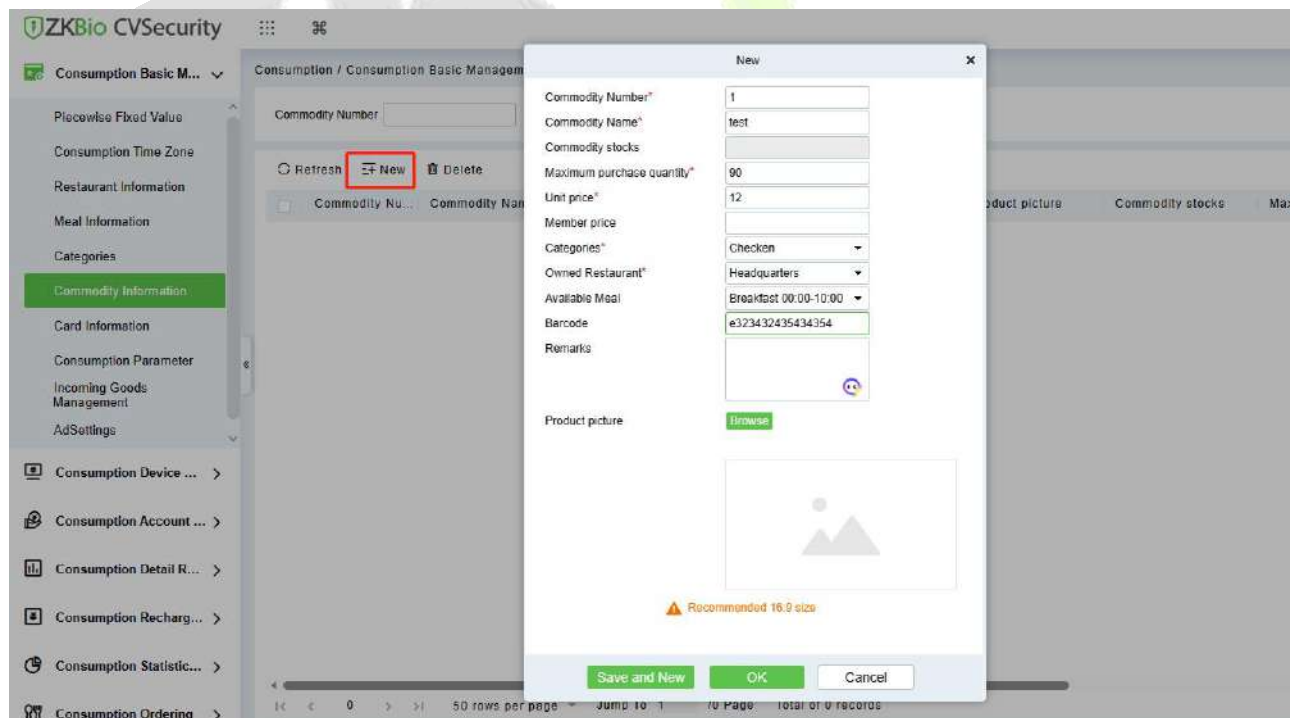 ZKBio CVSecurity
Consumption Basic M...
Piecewise Fixed Value
Consumption Time Zone
Restaurant Information
Meal Information
Categories
Commodity Information
Card Information
Consumption Parameter
Incoming Goods
Management
AdSettings
Consumption Device ...
Consumption Account ...
Consumption Detail R...
Consumption Recharg...
Consumption Statistic...
Consumption Ordering
Consumption / Consumption Basic Managem
Commodity Number
Refresh New Delete
Commodity Nu... Commodity Nan
oduct picture Commodity stocks Max
New
Commodity Number* 1
Commodity Name* test
Commodity stocks
Maximum purchase quantity* 90
Unit price* 12
Member price
Categories* Checken
Owned Restaurant* Headquarters
Available Meal Breakfast 00:00-10:00
Barcode e323432435434354
Remarks
Product picture Browse
Recommended 16:9 size
Save and New OK Cancel
0 50 rows per page Jump To 1 /0 Page Total of 0 records